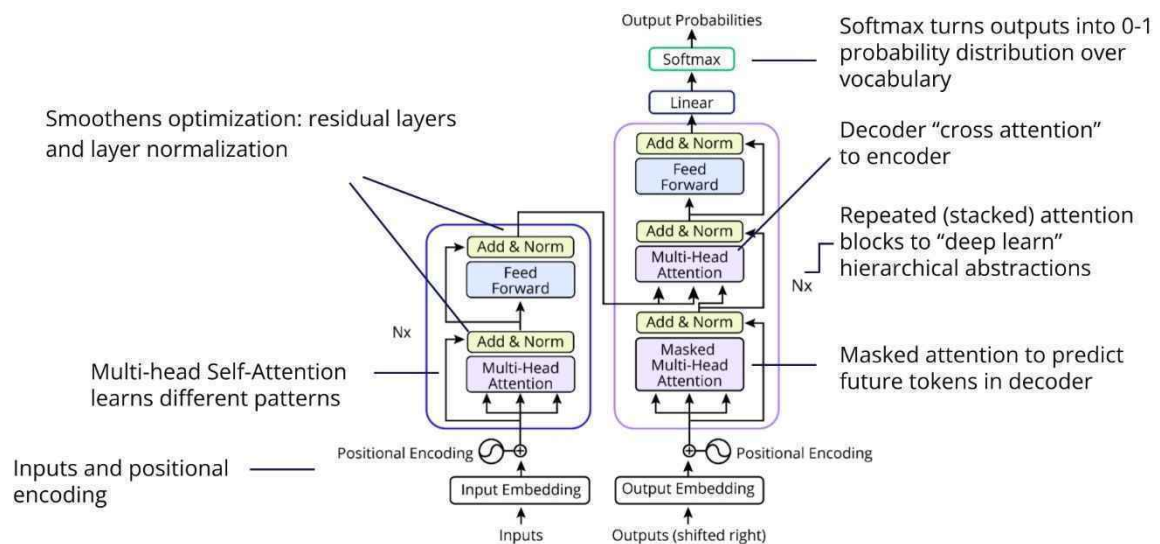 Output Probabilities
Softmax
Linear
Add & Norm
Feed
Forward
Add & Norm
Multi-Head
Attention
Add & Norm
Masked
Multi-Head
Attention
Nx
Positional Encoding
Output Embedding
Outputs (shifted right)
Add & Norm
Feed
Forward
Add & Norm
Multi-Head
Attention
Nx
Positional Encoding
Input Embedding
Inputs
Smoothens optimization: residual layers
and layer normalization
Multi-head Self-Attention
learns different patterns
Inputs and positional
encoding
Softmax turns outputs into 0-1
probability distribution over
vocabulary
Decoder “cross attention”
to encoder
Repeated (stacked) attention
blocks to “deep learn”
hierarchical abstractions
Masked attention to predict
future tokens in decoder